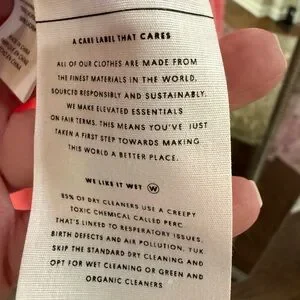 A CARE LABEL THAT CARES
ALL OF OUR CLOTHES ARE MADE FROM
THE FINEST MATERIALS IN THE WORLD,
SOURCED RESPONSIBLY AND SUSTAINABLY.
WE MAKE ELEVATED ESSENTIALS
ON FAIR TERMS. THIS MEANS YOU'VE JUST
TAKEN A FIRST STEP TOWARDS MAKING
THIS WORLD A BETTER PLACE.
WE LIKE IT WET W
85% OF DRY CLEANERS USE A CREEPY
TOXIC CHEMICAL CALLED PERC
THAT'S LINKED TO RESPIRATORY ISSUES,
BIRTH DEFECTS AND AIR POLLUTION. YUK
SKIP THE STANDARD DRY CLEANING AND
OPT FOR WET CLEANING OR GREEN AND
ORGANIC CLEANERS